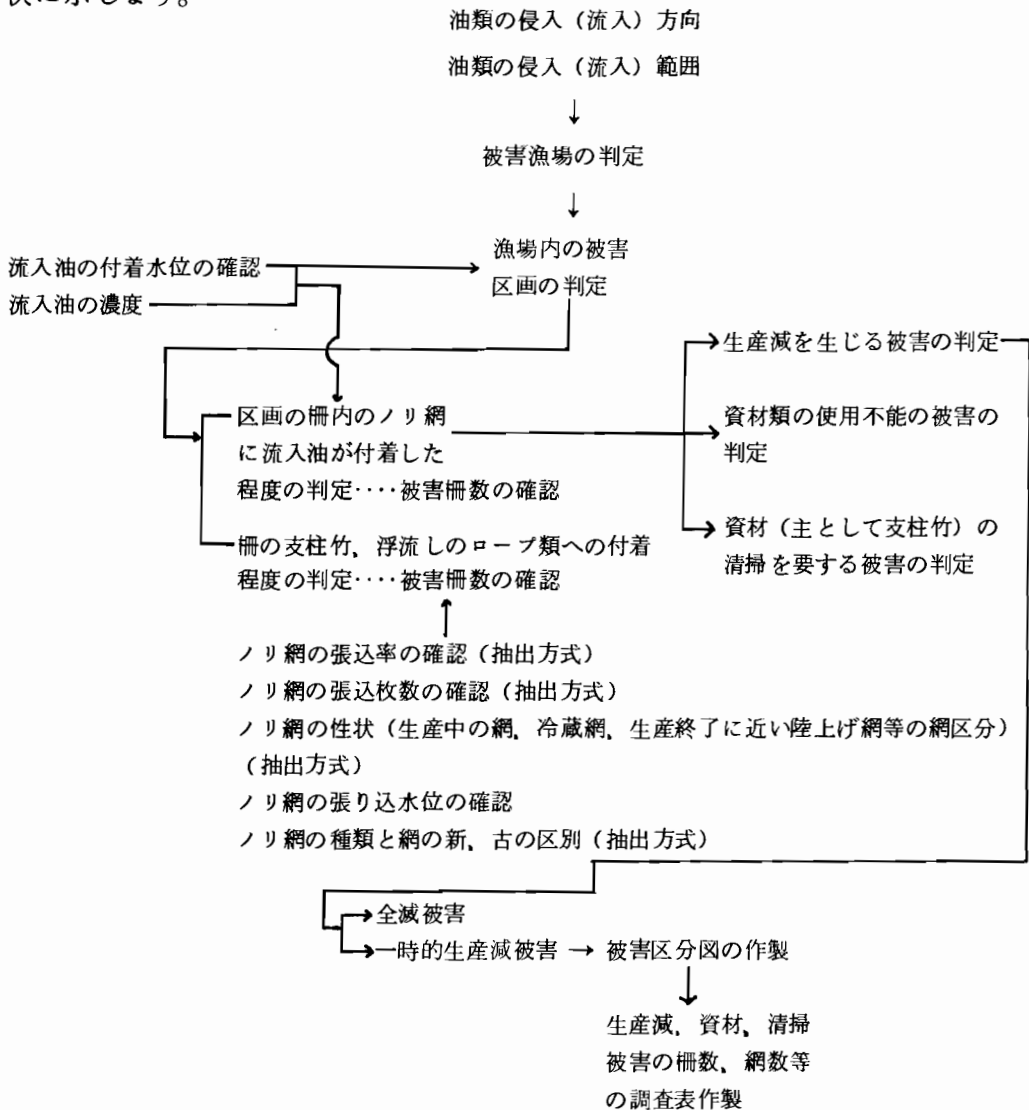 次に示します。
油類の侵入（流入）方向
油類の侵入（流入）範囲
↓
被害漁場の判定
↓
漁場内の被害
区画の判定
流入油の付着水位の確認
流入油の濃度
生産減を生じる被害の判定
区画の柵内のノリ網
に流入油が付着した
程度の判定‥‥被害柵数の確認
資材類の使用不能の被害の
判定
柵の支柱竹，浮流しのロープ類への付着
程度の判定‥‥被害柵数の確認
資材（主として支柱竹）の
清掃を要する被害の判定
ノリ網の張込率の確認（抽出方式）
ノリ網の張込枚数の確認（抽出方式）
ノリ網の性状（生産中の網，冷蔵網，生産終了に近い陸上げ網等の網区分）
（抽出方式）
ノリ網の張り込水位の確認
ノリ網の種類と網の新，古の区別（抽出方式）
全滅被害
一時的生産減被害 → 被害区分図の作製
生産減，資材，清掃
被害の柵数，網数等
の調査表作製